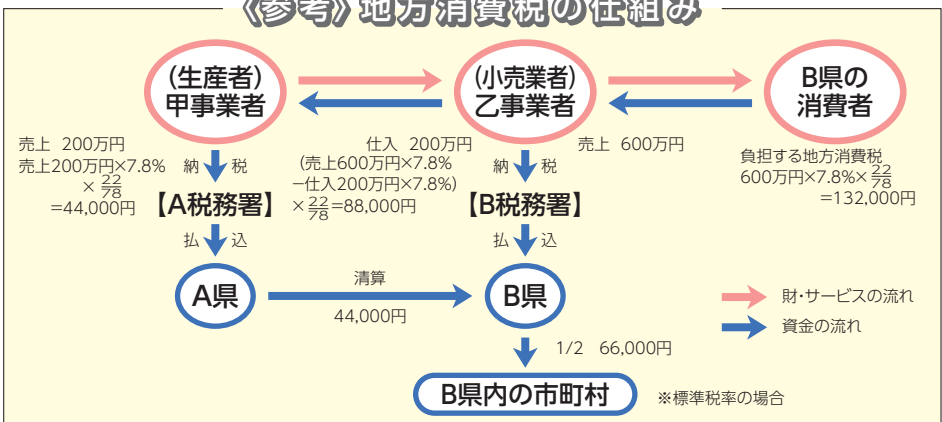 《参考》地方消費税の仕組み
(生産者)
甲事業者
(小売業者)
乙事業者
B県の
消費者
売上 200万円
売上200万円×7.8%
×22/78
=44,000円
納 税
仕入 200万円
(売上600万円×7.8%
−仕入200万円×7.8%)
×22/78=88,000円
納 税
売上 600万円
負担する地方消費税
600万円×7.8%×22/78
=132,000円
【A税務署】
【B税務署】
払 込
払 込
A県
清算
44,000円
B県
財・サービスの流れ
資金の流れ
1/2 66,000円
B県内の市町村
※標準税率の場合